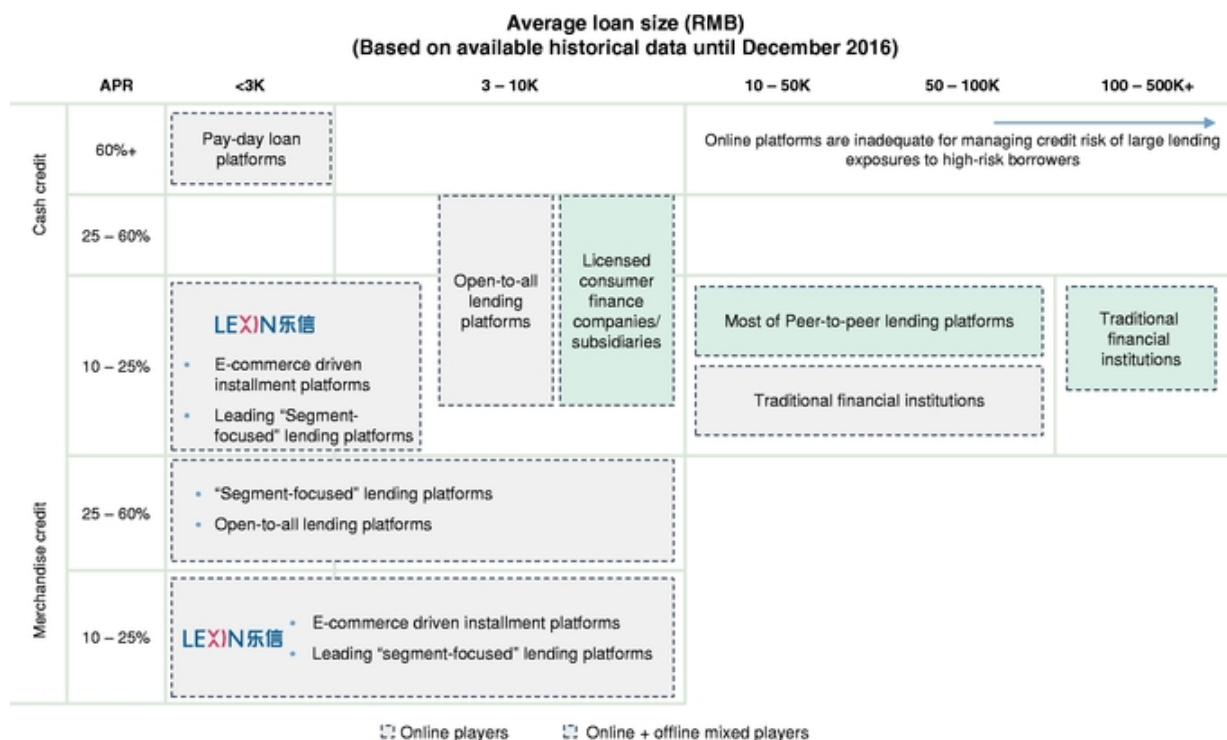 Average loan size (RMB)
(Based on available historical data until December 2016)
APR
<3K
3 – 10K
10 – 50K
50 – 100K
100 – 500K+
Cash credit
60%+
Pay-day loan
platforms
Online platforms are inadequate for managing credit risk of large lending
exposures to high-risk borrowers
25 – 60%
Open-to-all
lending
platforms
Licensed
consumer
finance
companies/
subsidiaries
10 – 25%
LEXIN乐信
• E-commerce driven
installment platforms
• Leading “Segment-
focused” lending platforms
Most of Peer-to-peer lending platforms
Traditional financial institutions
Traditional
financial
institutions
Merchandise credit
25 – 60%
• “Segment-focused” lending platforms
• Open-to-all lending platforms
10 – 25%
LEXIN乐信
• E-commerce driven installment platforms
• Leading “segment-focused” lending platforms
Online players
Online + offline mixed players